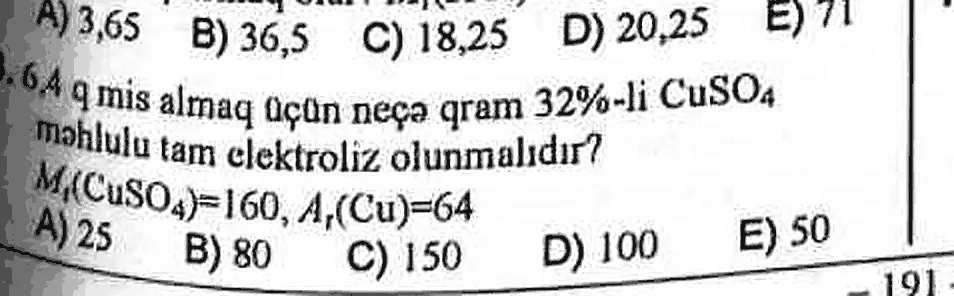 A) 3,65 B) 36,5 C) 18,25 D) 20,25 E) 71
6,4 q mis almaq üçün neçə qram 32%-li CuSO₄
məhlulu tam elektroliz olunmalıdır?
Mᵣ(CuSO₄)=160, Aᵣ(Cu)=64
A) 25 B) 80 C) 150 D) 100 E) 50
– 191 -